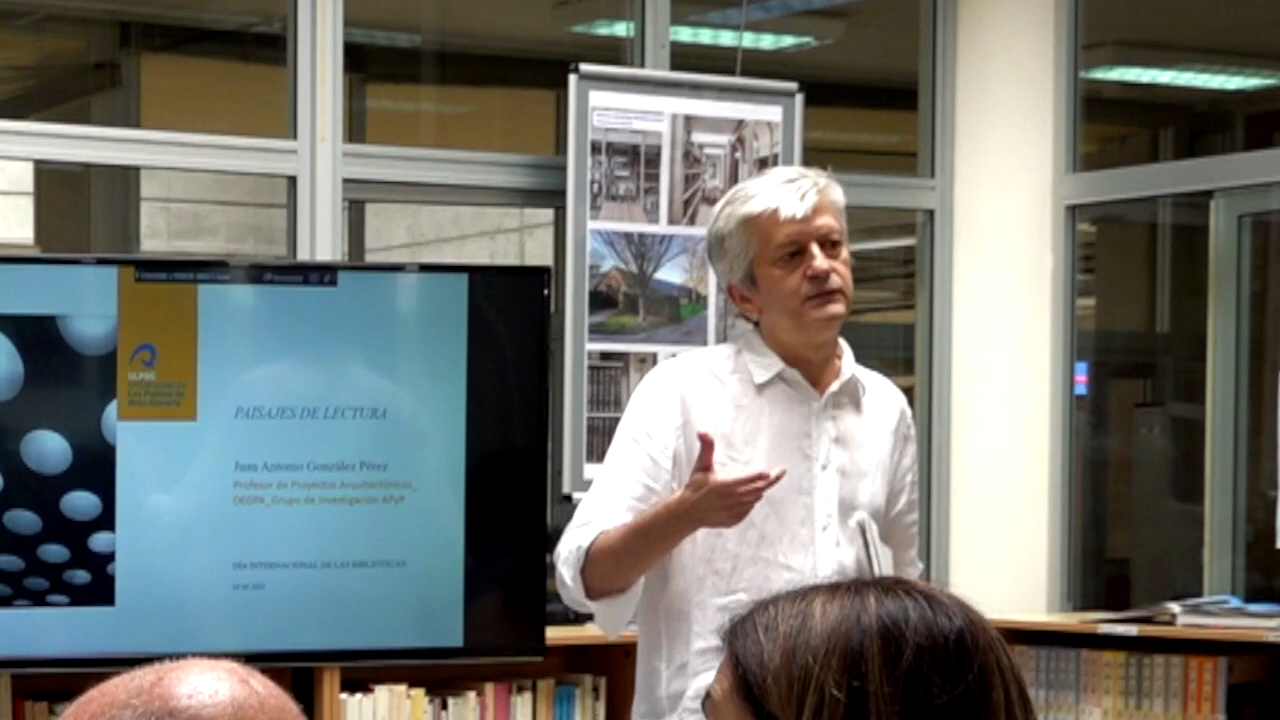 ULPGC
Universidad de
Las Palmas de
Gran Canaria
PAISAJES DE LECTURA
Juan Antonio González Pérez
Profesor de Proyectos Arquitectónicos_
DEGPA_Grupo de Investigación APyP
DÍA INTERNACIONAL DE LAS BIBLIOTECAS